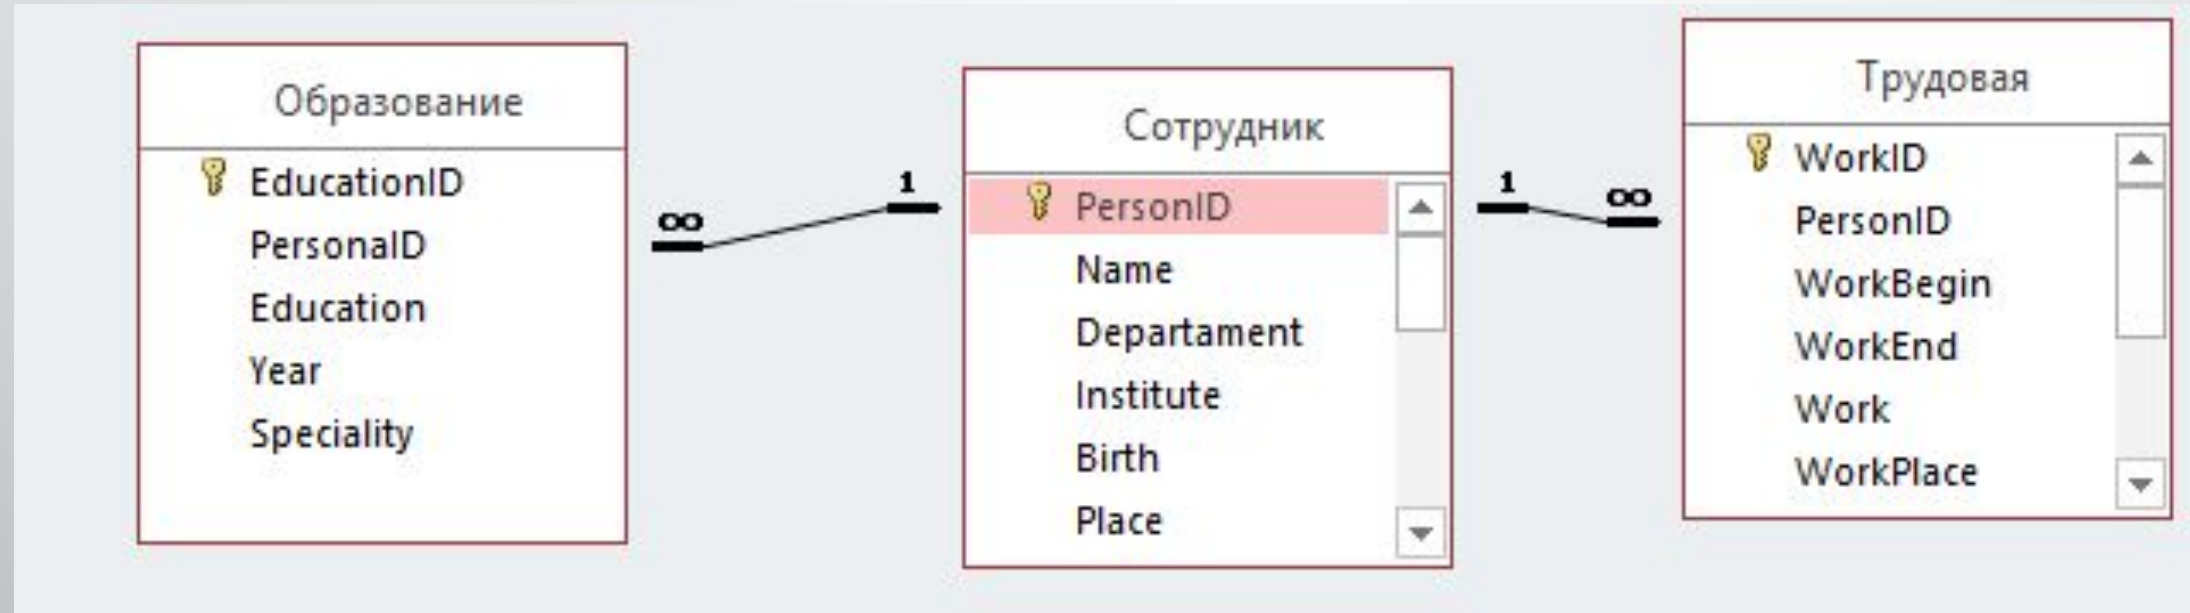 Образование
EducationID
PersonalID
Education
Year
Speciality
∞
1
Сотрудник
PersonID
Name
Departament
Institute
Birth
Place
1
∞
Трудовая
WorkID
PersonID
WorkBegin
WorkEnd
Work
WorkPlace